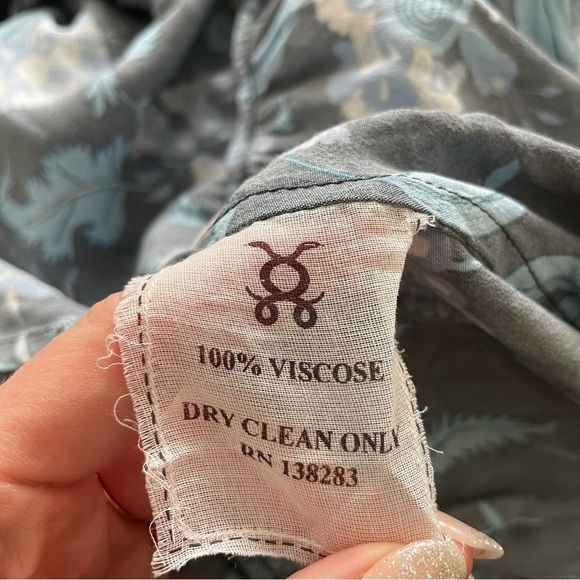 100% VISCOSE
DRY CLEAN ONLY
RN 138283